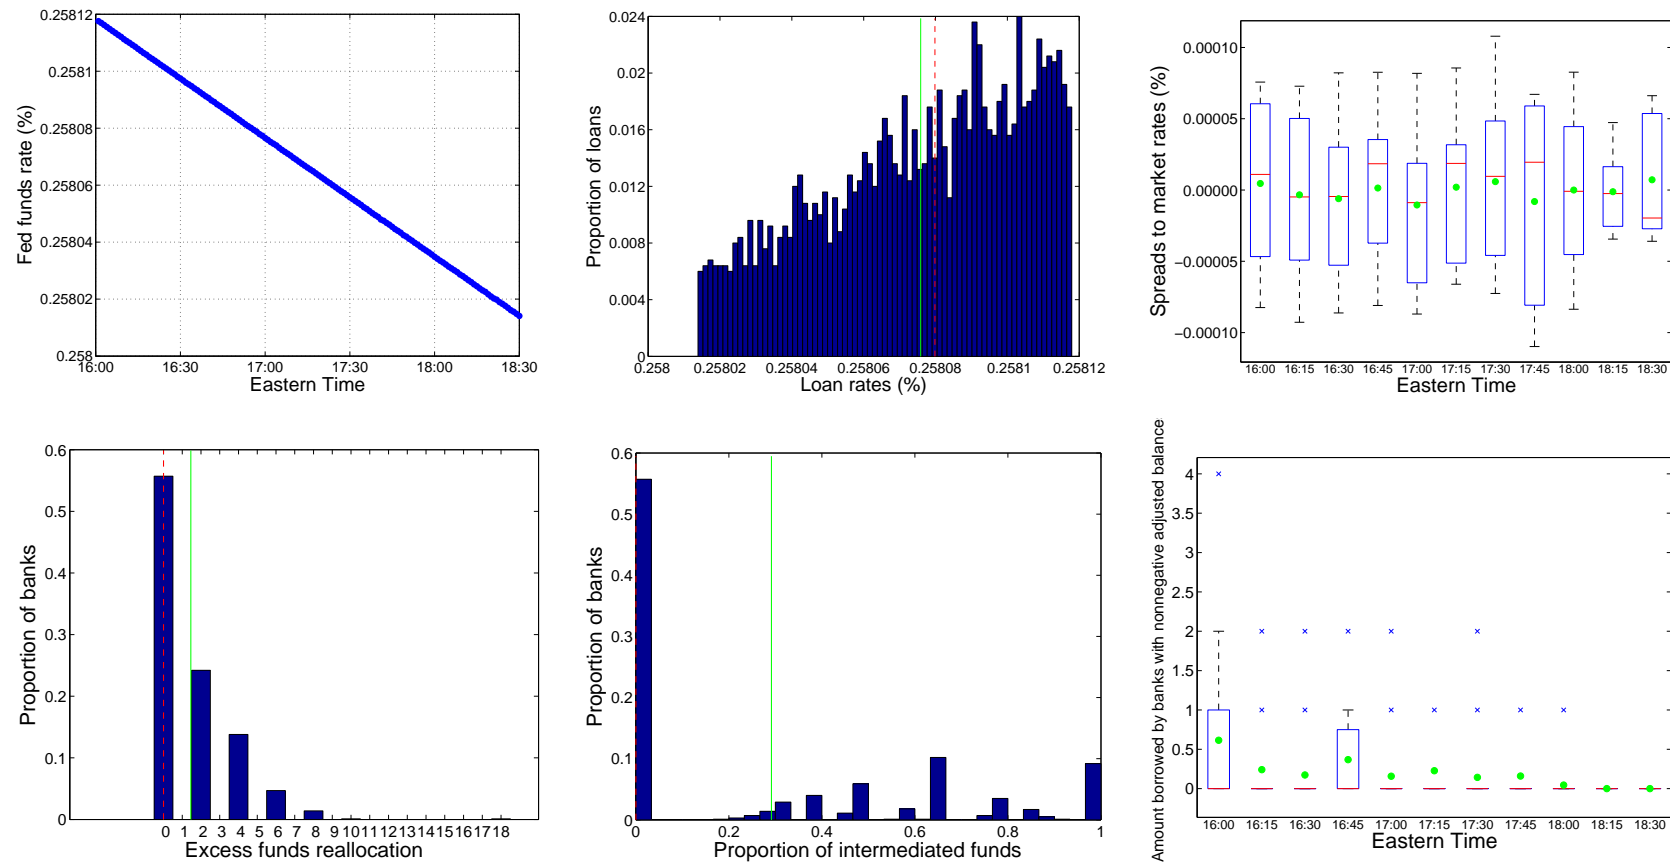 Fed funds rate (%)
0.25812
0.2581
0.25808
0.25806
0.25804
0.25802
0.258
16:00 16:30 17:00 17:30 18:00 18:30
Eastern Time
Proportion of loans
0.024
0.02
0.016
0.012
0.008
0.004
0
0.258 0.25802 0.25804 0.25806 0.25808 0.2581 0.25812
Loan rates (%)
Spreads to market rates (%)
0.00010
0.00005
0.00000
−0.00005
−0.00010
16:00 16:15 16:30 16:45 17:00 17:15 17:30 17:45 18:00 18:15 18:30
Eastern Time
Proportion of banks
0.6
0.5
0.4
0.3
0.2
0.1
0
0 1 2 3 4 5 6 7 8 9 10 11 12 13 14 15 16 17 18
Excess funds reallocation
Proportion of banks
0.6
0.5
0.4
0.3
0.2
0.1
0
0 0.2 0.4 0.6 0.8 1
Proportion of intermediated funds
Amount borrowed by banks with nonnegative adjusted balances
4
3.5
3
2.5
2
1.5
1
0.5
0
16:00 16:15 16:30 16:45 17:00 17:15 17:30 17:45 18:00 18:15 18:30
Eastern Time